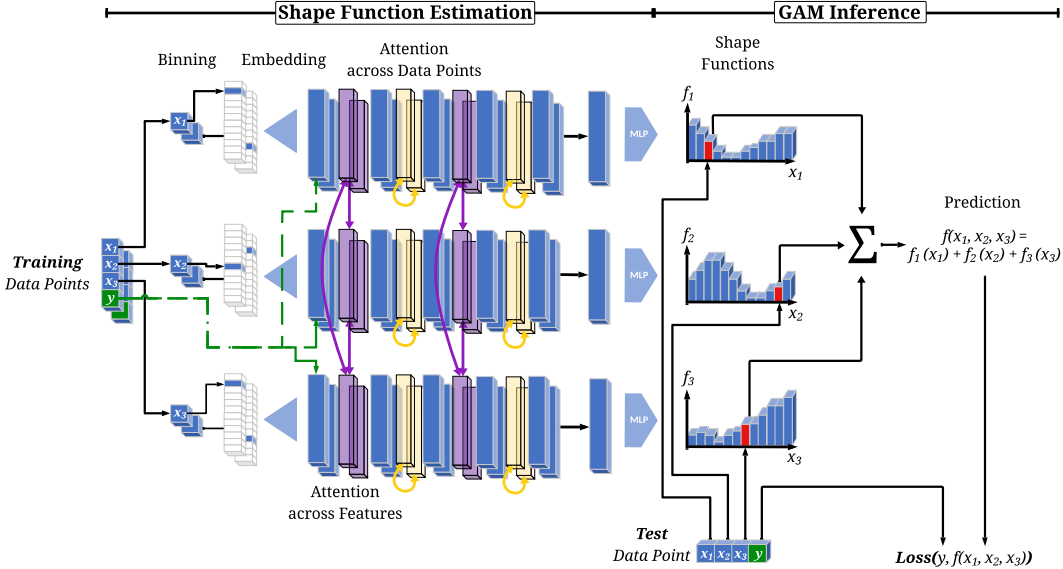 Shape Function Estimation
GAM Inference
Binning
Embedding
Attention
across Data Points
Shape
Functions
x1
x1
x2
x3
y
Training
Data Points
x2
x3
MLP
MLP
f1
x1
f2
x2
f3
x3
Σ
Prediction
f(x1, x2, x3) =
f1(x1) + f2(x2) + f3(x3)
Attention
across Features
Test
Data Point
x1 x2 x3 y
Loss(y, f(x1, x2, x3))